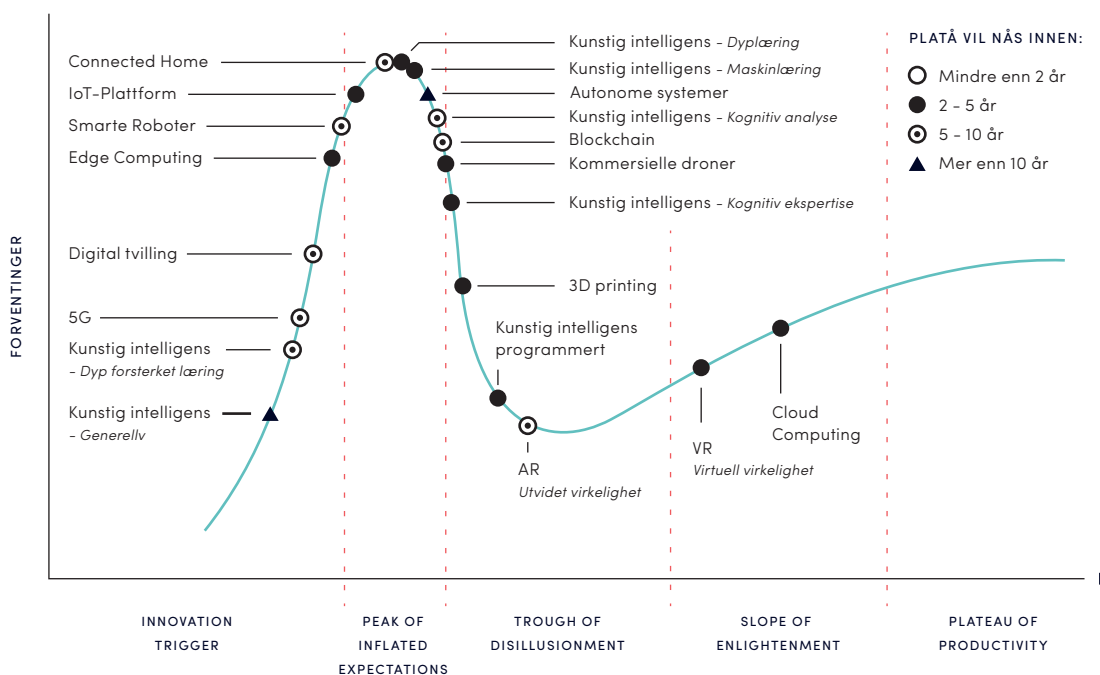 FORVENTINGER
Connected Home
IoT-Plattform
Smarte Roboter
Edge Computing
Digital tvilling
5G
Kunstig intelligens
- Dyp forsterket læring
Kunstig intelligens
- Generellv
Kunstig intelligens - Dyplæring
Kunstig intelligens - Maskinlæring
Autonome systemer
Kunstig intelligens - Kognitiv analyse
Blockchain
Kommersielle droner
Kunstig intelligens - Kognitiv ekspertise
3D printing
Kunstig intelligens
programmert
AR
Utvidet virkelighet
VR
Virtuell virkelighet
Cloud
Computing
PLATÅ VIL NÅS INNEN:
Mindre enn 2 år
2 - 5 år
5 - 10 år
Mer enn 10 år
INNOVATION
TRIGGER
PEAK OF
INFLATED
EXPECTATIONS
TROUGH OF
DISILLUSIONMENT
SLOPE OF
ENLIGHTENMENT
PLATEAU OF
PRODUCTIVITY